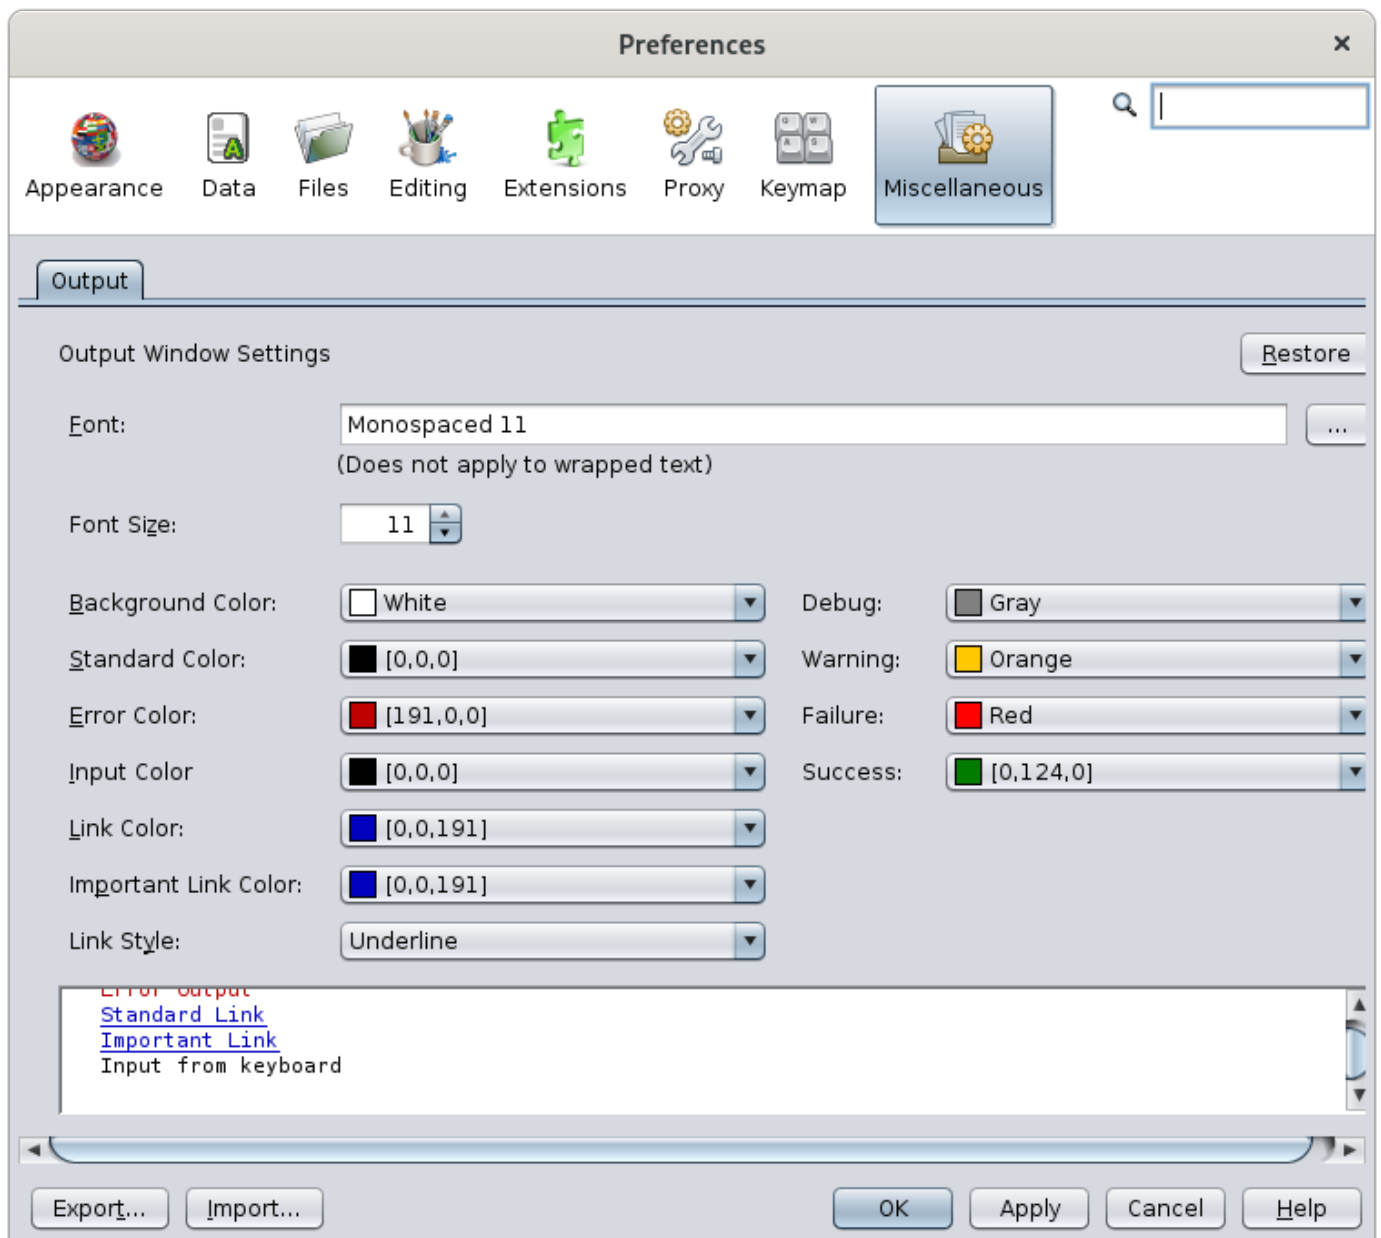 Preferences
Appearance Data Files Editing Extensions Proxy Keymap Miscellaneous
Output
Output Window Settings Restore
Font: Monospaced 11 ...
(Does not apply to wrapped text)
Font Size: 11
Background Color: White Debug: Gray
Standard Color: [0,0,0] Warning: Orange
Error Color: [191,0,0] Failure: Red
Input Color [0,0,0] Success: [0,124,0]
Link Color: [0,0,191]
Important Link Color: [0,0,191]
Link Style: Underline
Error Output
Standard Link
Important Link
Input from keyboard
Export... Import... OK Apply Cancel Help